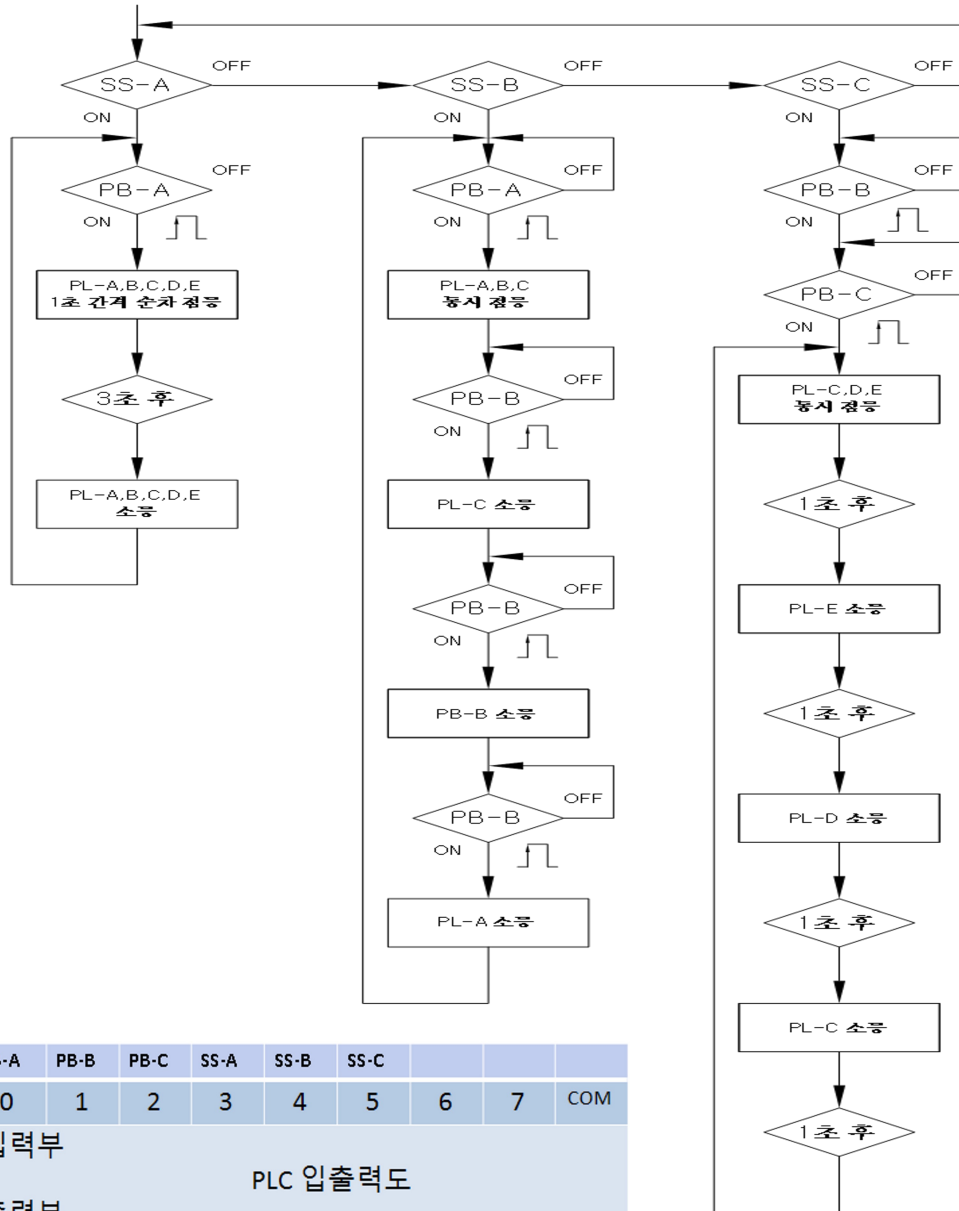 SS-A
OFF
ON
PB-A
OFF
ON
PL-A,B,C,D,E
1초 간격 순차 점등
3초 후
PL-A,B,C,D,E
소등
SS-B
OFF
ON
PB-A
OFF
ON
PL-A,B,C
동시 점등
PB-B
OFF
ON
PL-C 소등
PB-B
OFF
ON
PB-B 소등
PB-B
OFF
ON
PL-A 소등
SS-C
OFF
ON
PB-B
OFF
ON
PB-C
OFF
ON
PL-C,D,E
동시 점등
1초 후
PL-E 소등
1초 후
PL-D 소등
1초 후
PL-C 소등
1초 후
-A PB-B PB-C SS-A SS-B SS-C
0 1 2 3 4 5 6 7 COM
력부
PLC 입출력도